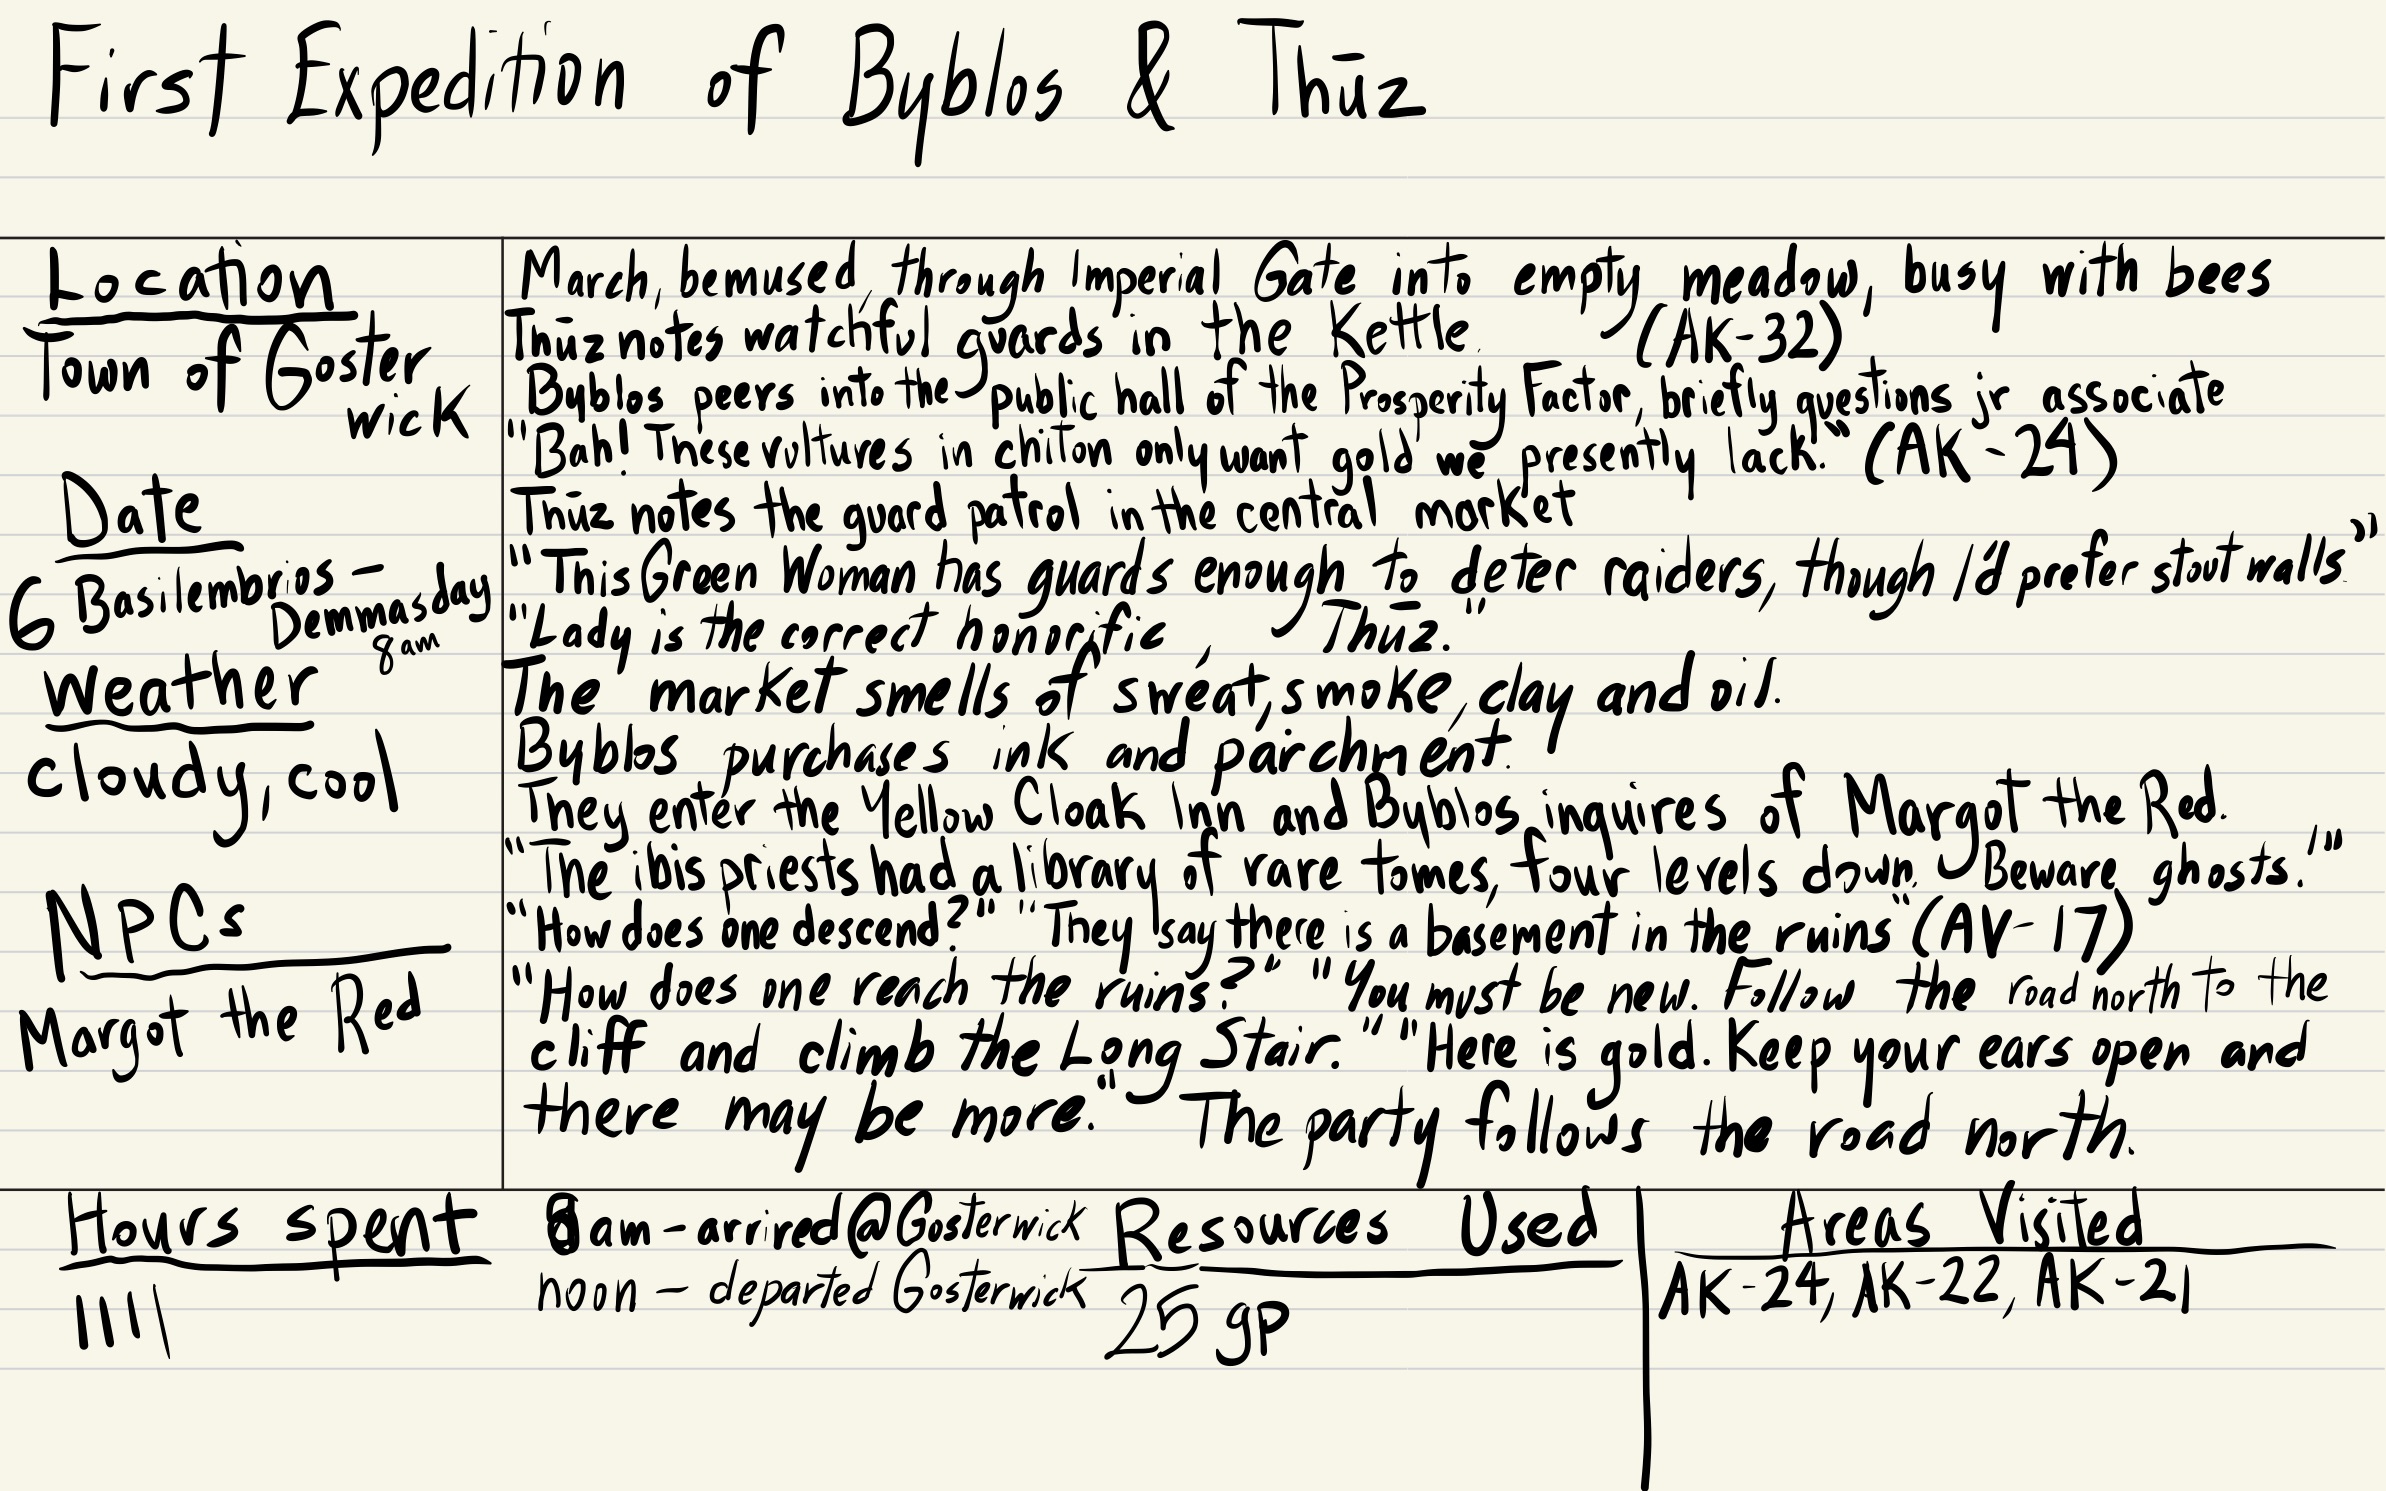 First Expedition of Byblos & Thūz
Location
Town of Goster
wick
Date
6 Basilembrios -
Demmasday
8am
Weather
cloudy, cool
NPCs
Margot the Red
March, bemused, through Imperial Gate into empty meadow, busy with bees
Thūz notes watchful guards in the Kettle. (AK-32)
Byblos peers into the public hall of the Prosperity Factor, briefly questions jr associate
"Bah! These vultures in chiton only want gold we presently lack." (AK-24)
Thūz notes the guard patrol in the central market
"This Green Woman has guards enough to deter raiders, though I'd prefer stout walls."
"Lady is the correct honorific, Thūz."
The market smells of sweat, smoke, clay and oil.
Byblos purchases ink and parchment.
They enter the Yellow Cloak Inn and Byblos inquires of Margot the Red.
"The ibis priests had a library of rare tomes, four levels down. Beware ghosts!"
"How does one descend?" "They say there is a basement in the ruins" (AV-17)
"How does one reach the ruins?" "You must be new. Follow the road north to the
cliff and climb the Long Stair." "Here is gold. Keep your ears open and
there may be more." The party follows the road north.
Hours spent
||||
8am - arrived @ Gosterwick
noon - departed Gosterwick
Resources Used
25 gp
Areas Visited
AK-24, AK-22, AK-21